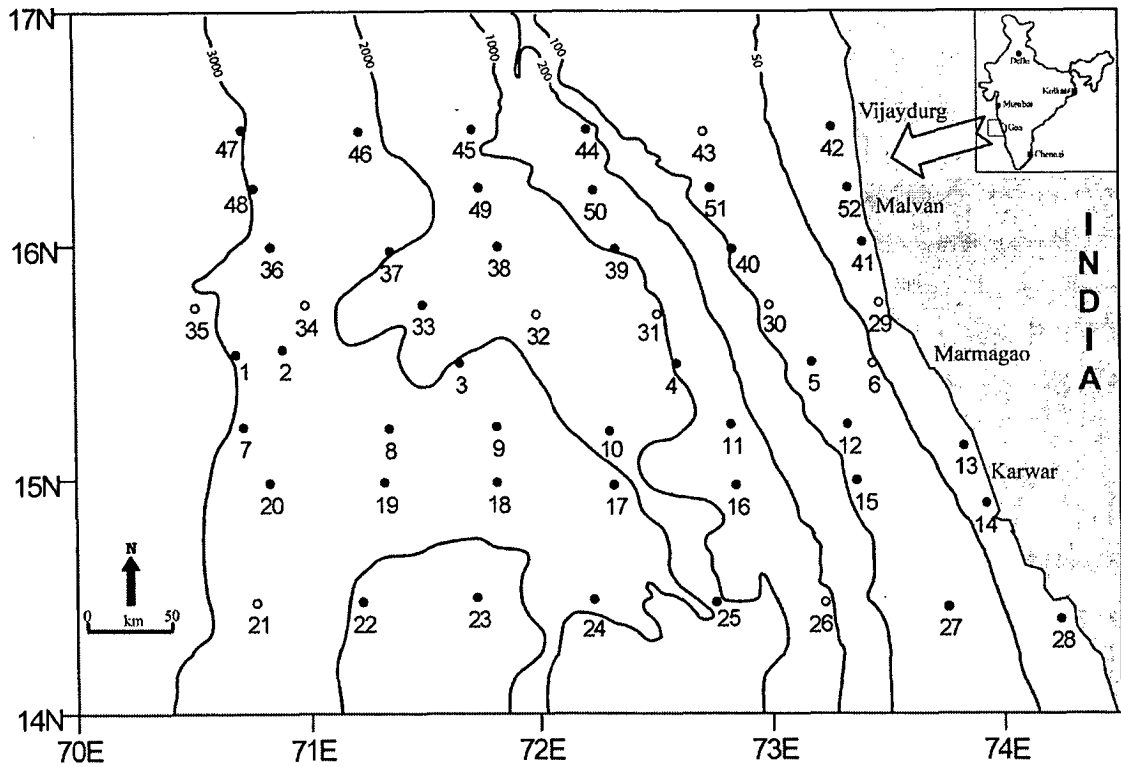 17N
3000
2000
1000
100
200
50
Delhi
Kolkata
Mumbai
Goa
Chennai
Vijaydurg
47
46
45
44
43
42
48
49
50
51
52
Malvan
I
N
D
I
A
16N
36
37
38
39
40
41
35
34
33
32
31
30
29
Marmagao
1
2
3
4
5
6
7
8
9
10
11
12
13
Karwar
15N
20
19
18
17
16
15
14
N
0 50
km
21
22
23
24
25
26
27
28
14N
70E 71E 72E 73E 74E